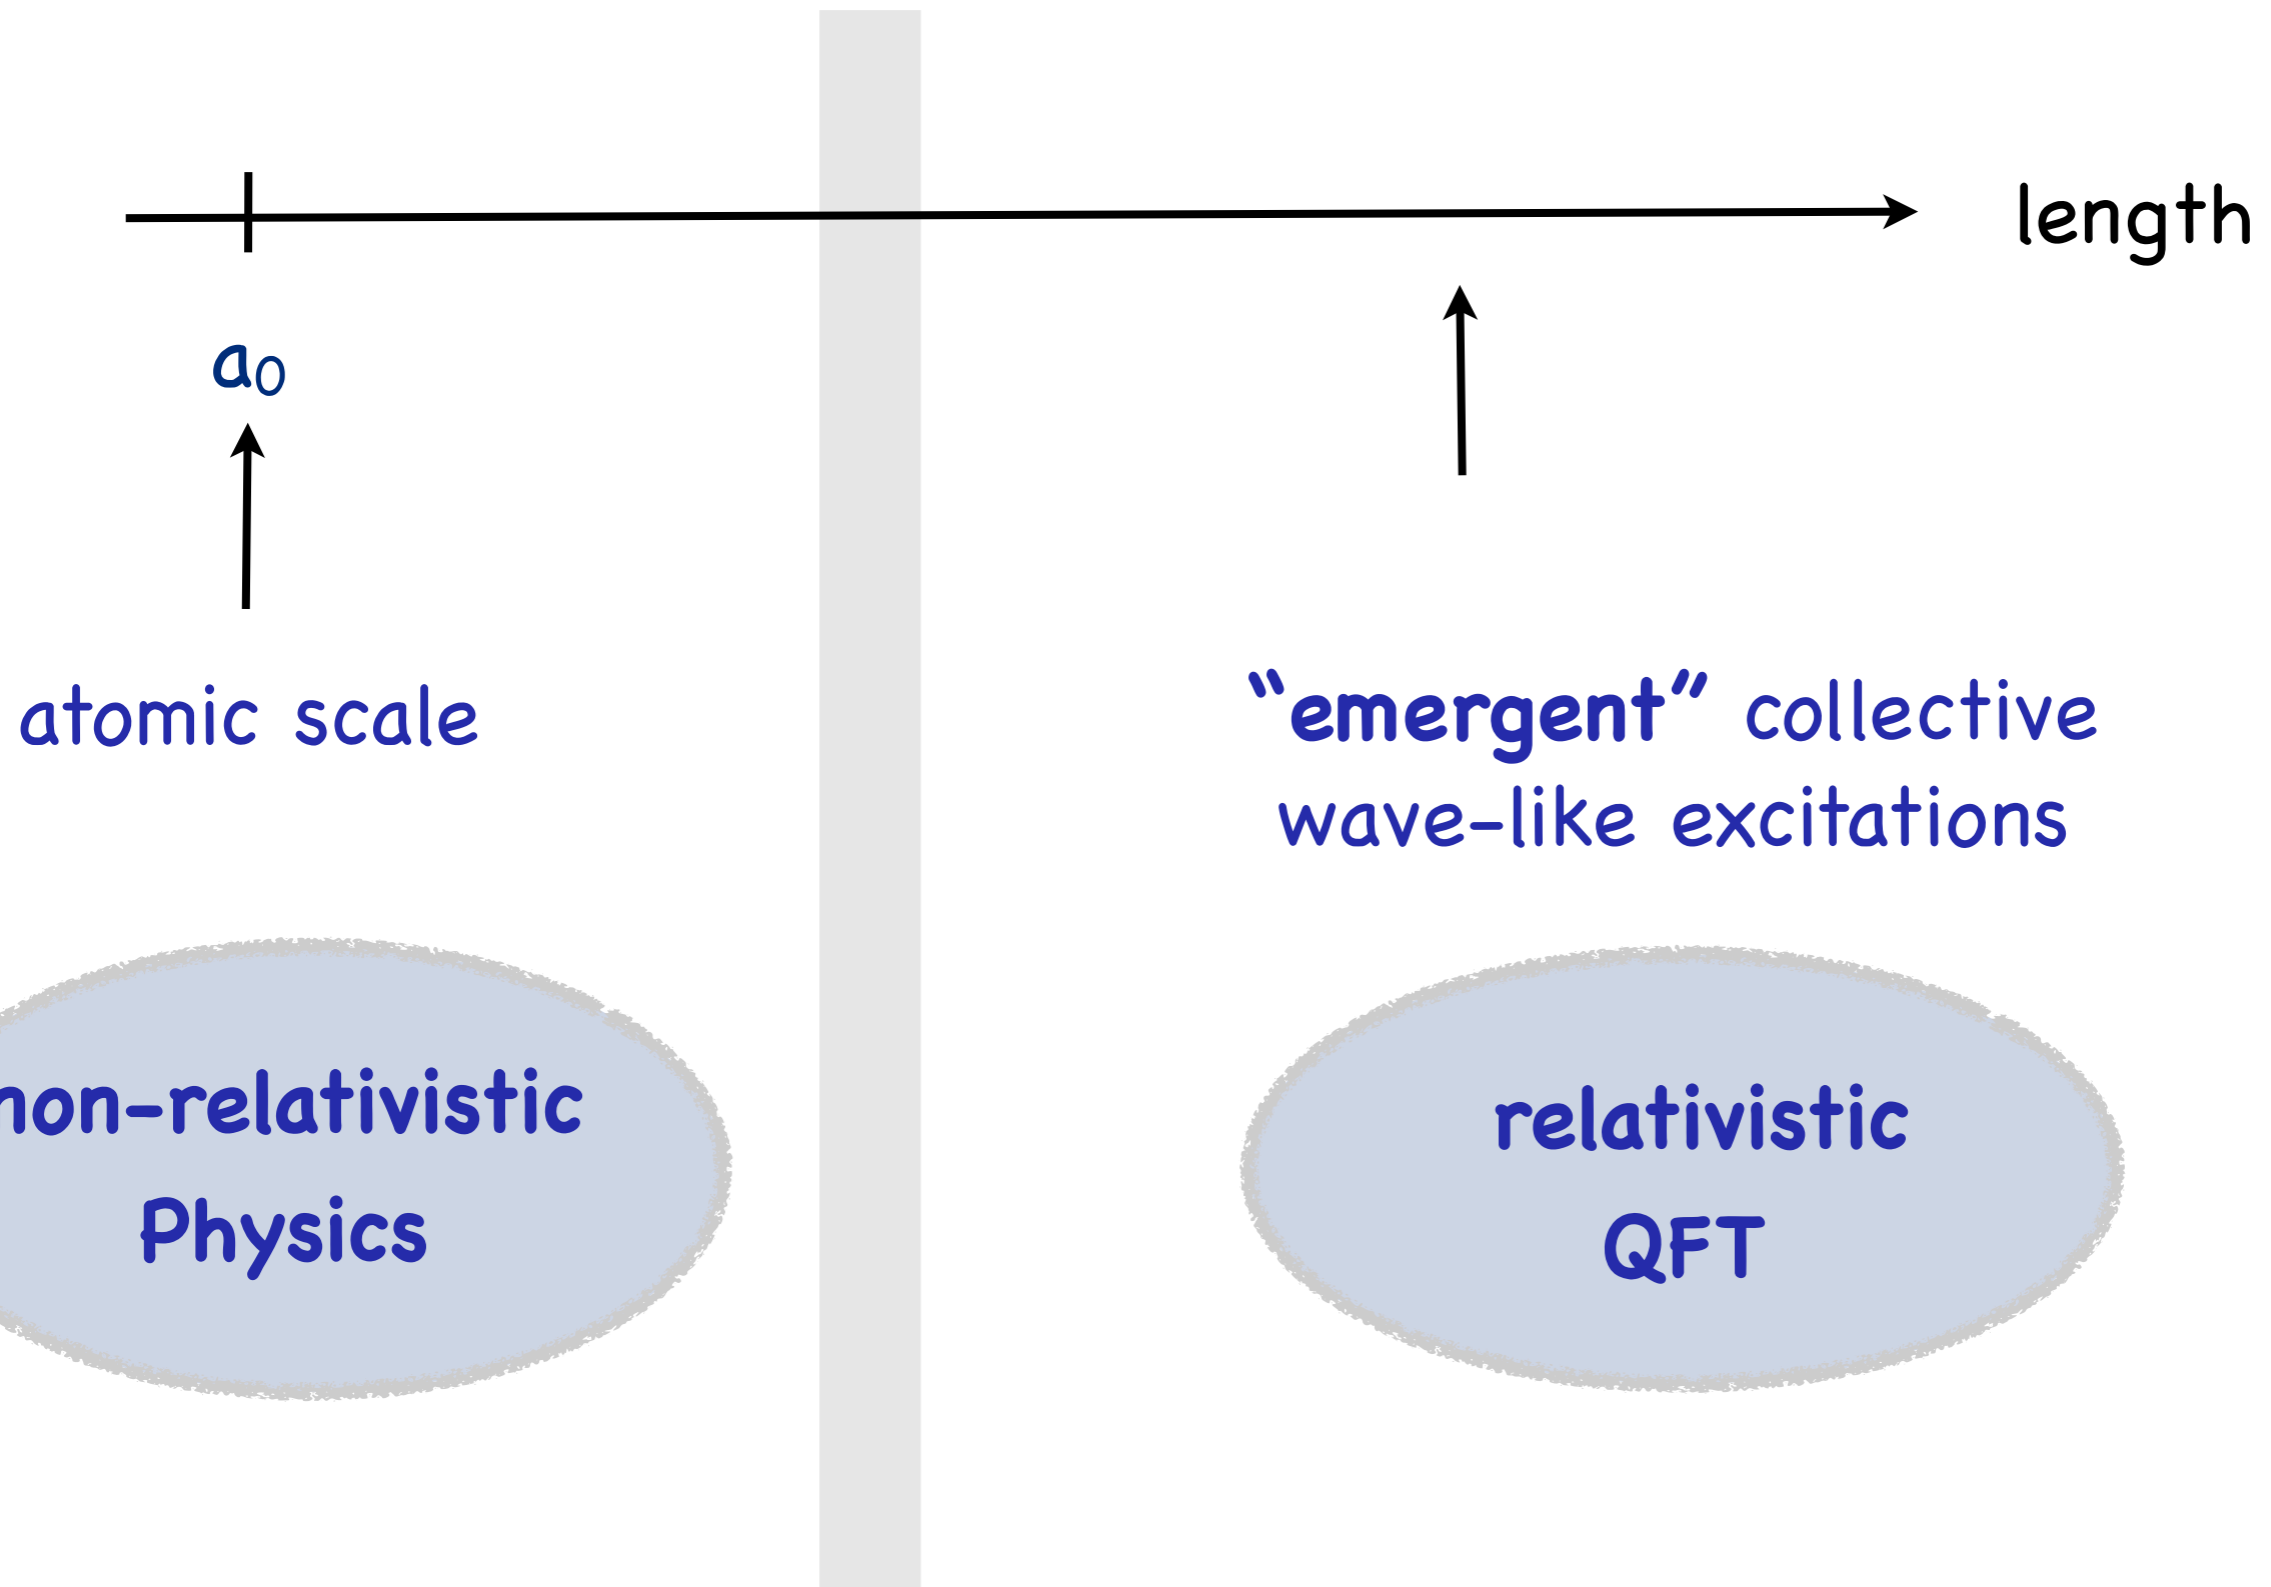 length
a₀
atomic scale
“emergent” collective
wave-like excitations
non-relativistic
Physics
relativistic
QFT